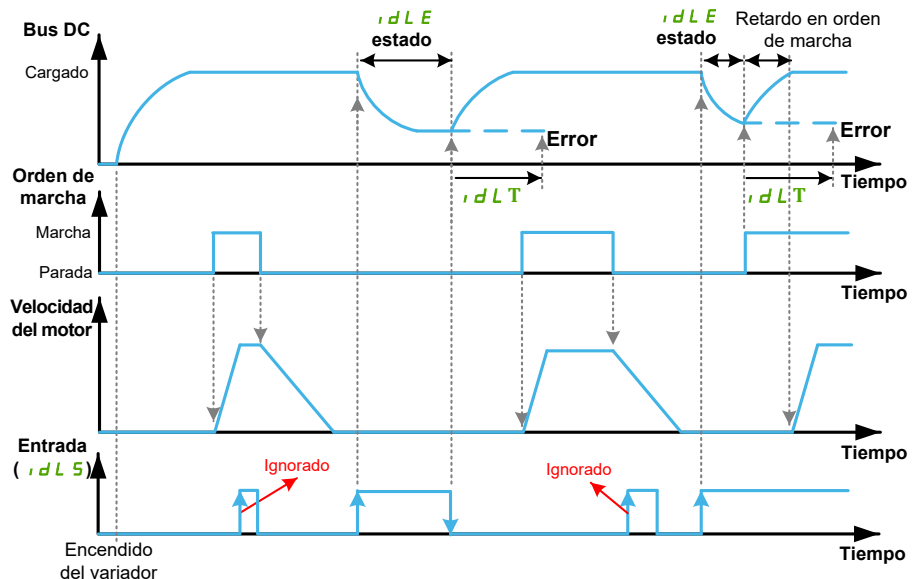 Bus DC
Cargado
idLE
estado
idLE
estado
Retardo en orden
de marcha
Error
Error
Tiempo
idLT
idLT
Orden de
marcha
Marcha
Parada
Tiempo
Velocidad
del motor
Tiempo
Entrada
( idLS)
Ignorado
Ignorado
Tiempo
Encendido
del variador